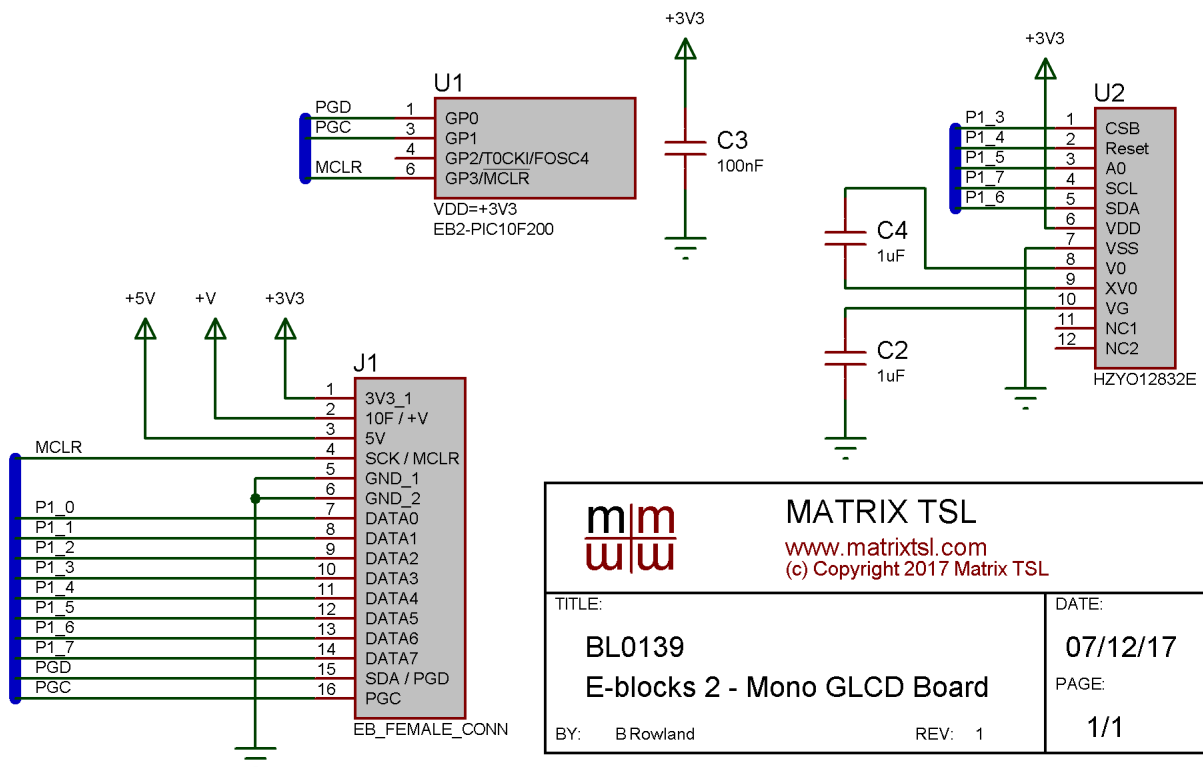 +3V3
U1
PGD 1 GP0
PGC 3 GP1
4 GP2/T0CKI/FOSC4
MCLR 6 GP3/MCLR
VDD=+3V3
EB2-PIC10F200
C3
100nF
+3V3
U2
P1_3 1 CSB
P1_4 2 Reset
P1_5 3 A0
P1_7 4 SCL
P1_6 5 SDA
6 VDD
7 VSS
8 V0
9 XV0
10 VG
11 NC1
12 NC2
HZYO12832E
C4
1uF
C2
1uF
+5V +V +3V3
J1
1 3V3_1
2 10F / +V
3 5V
MCLR 4 SCK / MCLR
5 GND_1
6 GND_2
P1_0 7 DATA0
P1_1 8 DATA1
P1_2 9 DATA2
P1_3 10 DATA3
P1_4 11 DATA4
P1_5 12 DATA5
P1_6 13 DATA6
P1_7 14 DATA7
PGD 15 SDA / PGD
PGC 16 PGC
EB_FEMALE_CONN
m m
w w
MATRIX TSL
www.matrixtsl.com
(c) Copyright 2017 Matrix TSL
TITLE:
BL0139
E-blocks 2 - Mono GLCD Board
BY: B Rowland REV: 1
DATE:
07/12/17
PAGE:
1/1